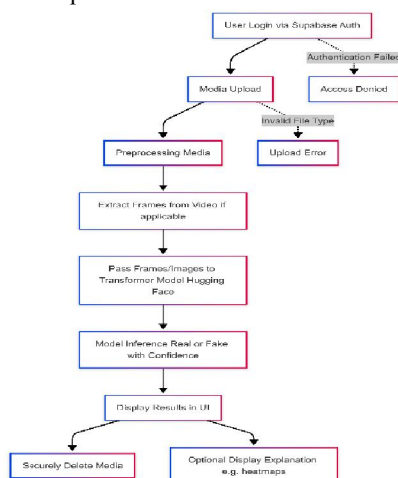 User Login via Supabase Auth
Authentication Failed
Media Upload
Access Denied
Invalid File Type
Preprocessing Media
Upload Error
Extract Frames from Video if
applicable
Pass Frames/Images to
Transformer Model Hugging
Face
Model Inference Real or Fake
with Confidence
Display Results in UI
Securely Delete Media
Optional Display Explanation
e.g. heatmaps